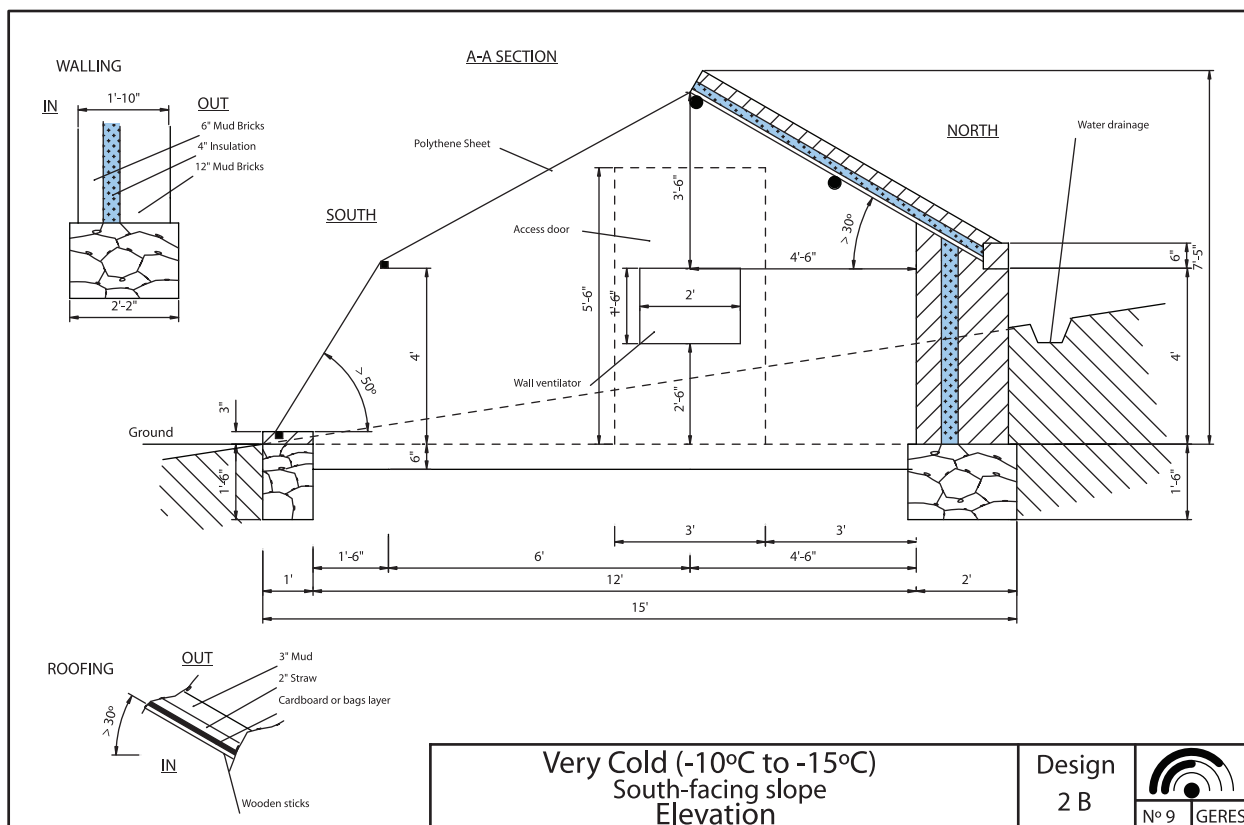 A-A SECTION
WALLING
IN
1'-10"
OUT
6" Mud Bricks
4" Insulation
12" Mud Bricks
2'-2"
NORTH
Water drainage
Polythene Sheet
SOUTH
Access door
3'-6"
> 30º
4'-6"
6"
7'-5"
5'-6"
1'-6"
2'
4'
> 50º
Wall ventilator
2'-6"
4'
3"
Ground
1'-6"
6"
1'-6"
3'
3'
1'-6"
6'
4'-6"
1'
12'
2'
15'
ROOFING
OUT
3" Mud
2" Straw
Cardboard or bags layer
> 30º
IN
Wooden sticks
Very Cold (-10ºC to -15ºC)
South-facing slope
Elevation
Design
2 B
Nº 9
GERES